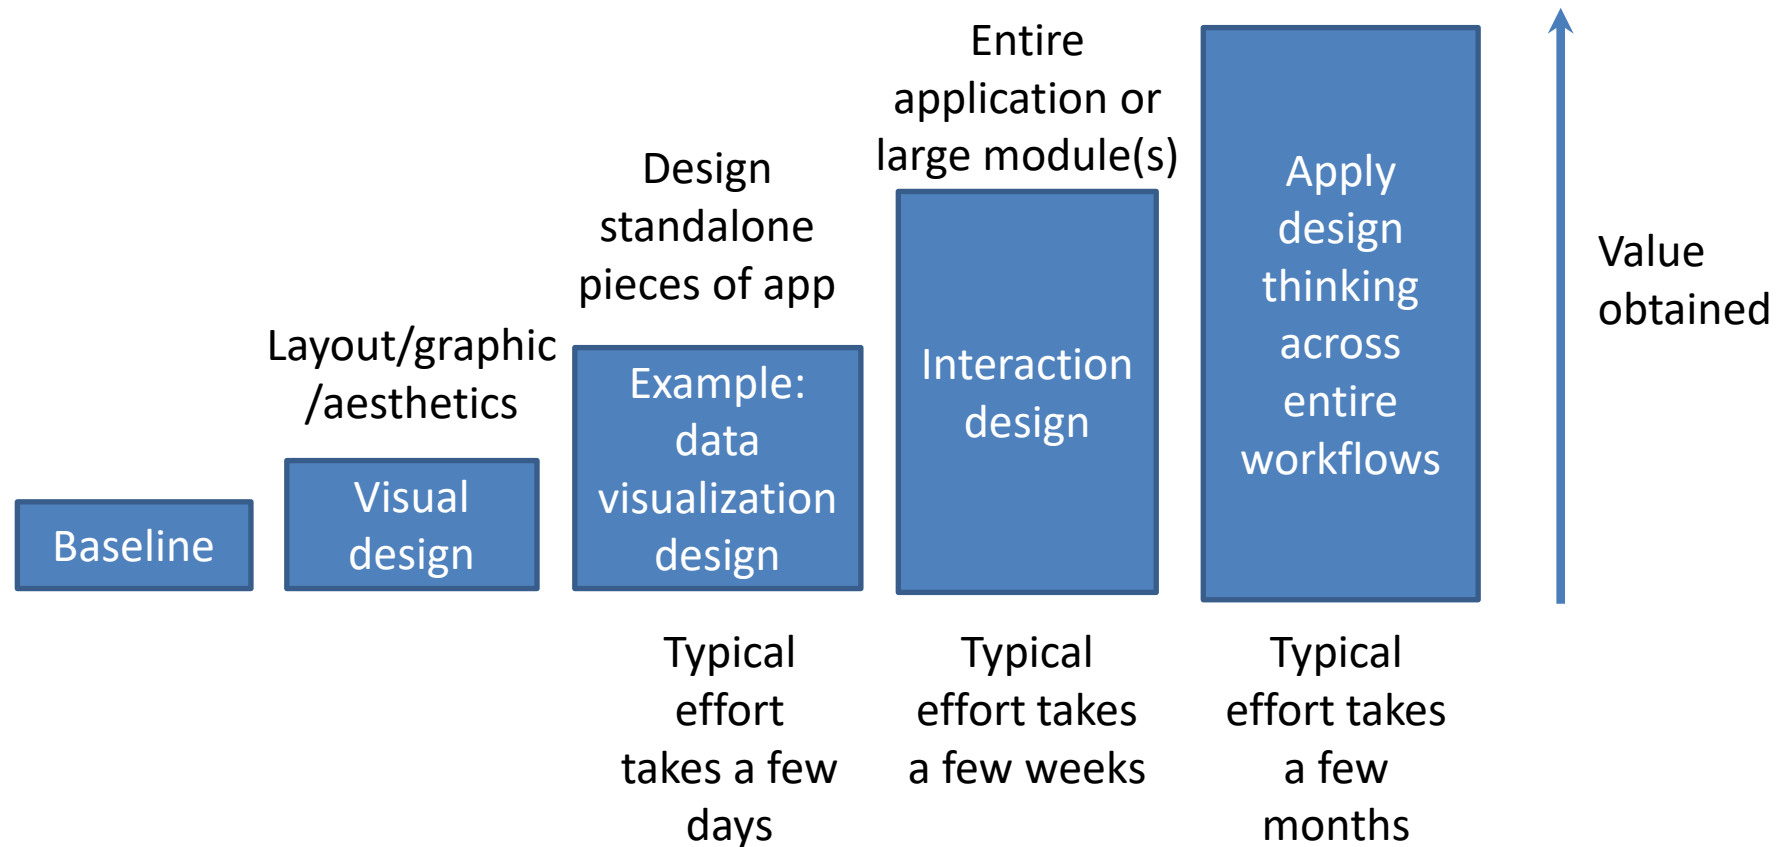 Baseline
Layout/graphic
/aesthetics
Visual
design
Design
standalone
pieces of app
Example:
data
visualization
design
Typical
effort
takes a few
days
Entire
application or
large module(s)
Interaction
design
Typical
effort takes
a few weeks
Apply
design
thinking
across
entire
workflows
Typical
effort takes
a few
months
Value
obtained